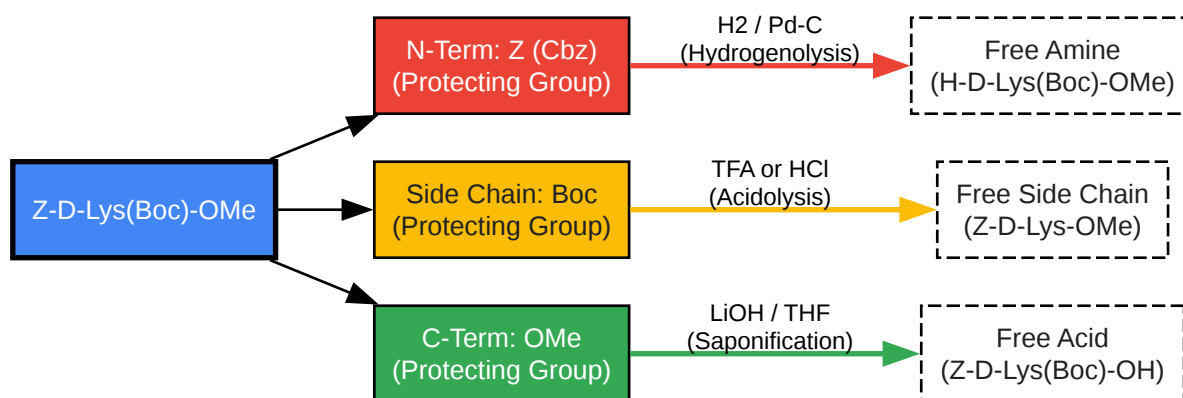 Z-D-Lys(Boc)-OMe
N-Term: Z (Cbz)
(Protecting Group)
H2 / Pd-C
(Hydrogenolysis)
Free Amine
(H-D-Lys(Boc)-OMe)
Side Chain: Boc
(Protecting Group)
TFA or HCl
(Acidolysis)
Free Side Chain
(Z-D-Lys-OMe)
C-Term: OMe
(Protecting Group)
LiOH / THF
(Saponification)
Free Acid
(Z-D-Lys(Boc)-OH)